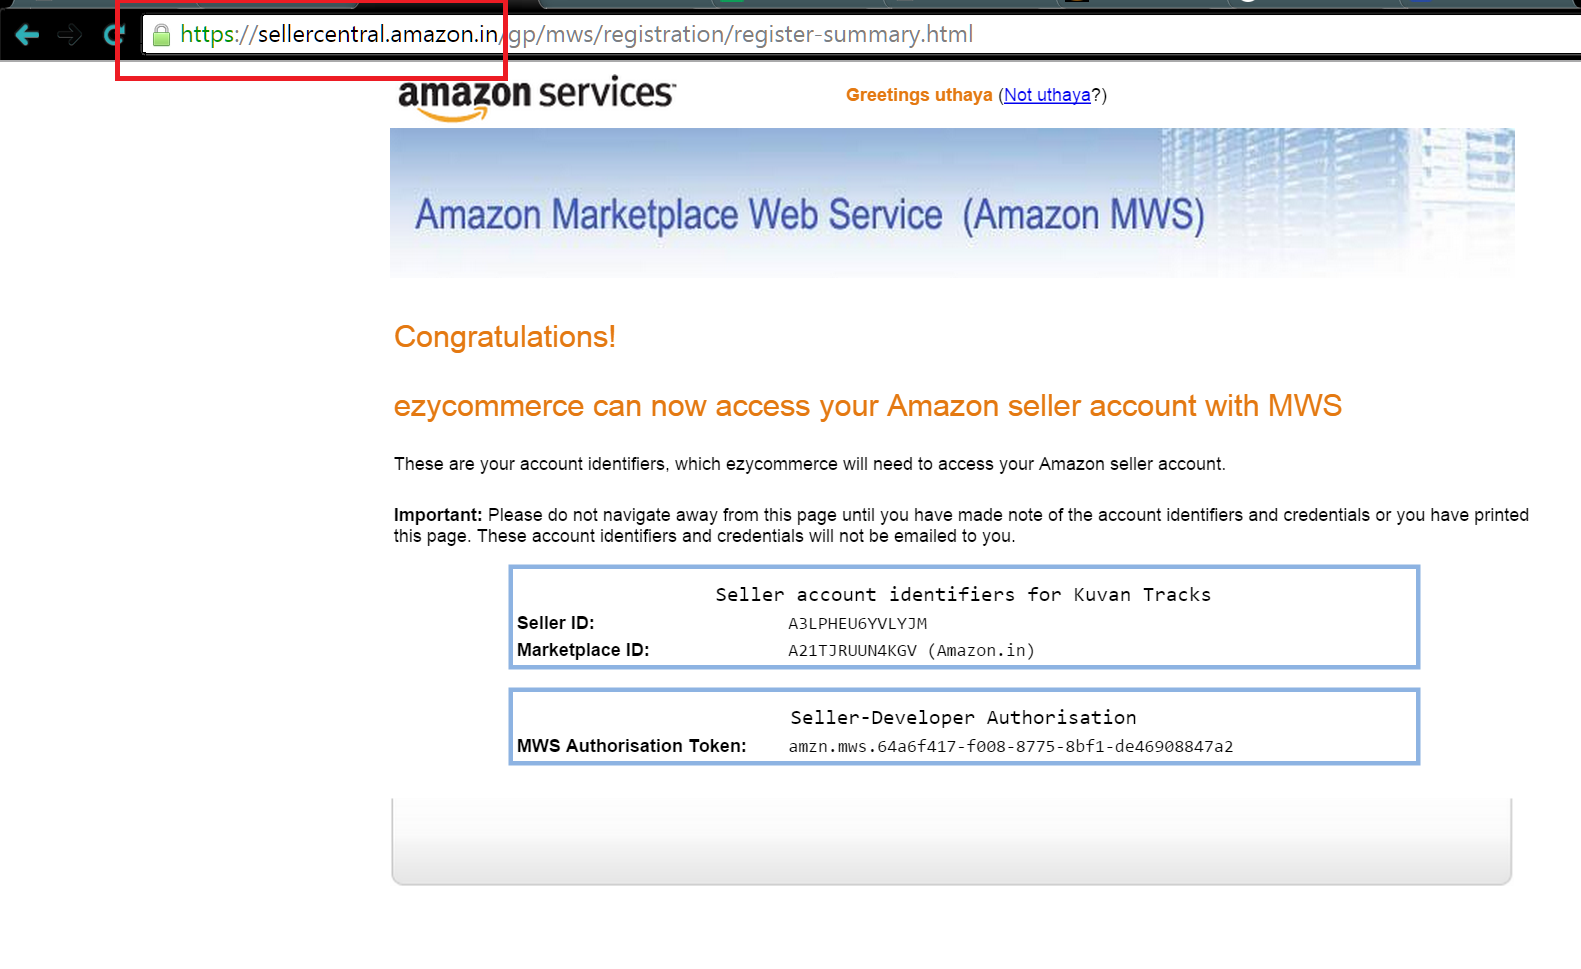 https://sellercentral.amazon.in/gp/mws/registration/register-summary.html
amazon services™
Greetings uthaya (Not uthaya?)
Amazon Marketplace Web Service (Amazon MWS)
Congratulations!
ezycommerce can now access your Amazon seller account with MWS
These are your account identifiers, which ezycommerce will need to access your Amazon seller account.
Important: Please do not navigate away from this page until you have made note of the account identifiers and credentials or you have printed
this page. These account identifiers and credentials will not be emailed to you.
Seller account identifiers for Kuvan Tracks
Seller ID: A3LPHEU6YVLYJM
Marketplace ID: A21TJRUUN4KGV (Amazon.in)
Seller-Developer Authorisation
MWS Authorisation Token: amzn.mws.64a6f417-f008-8775-8bf1-de46908847a2